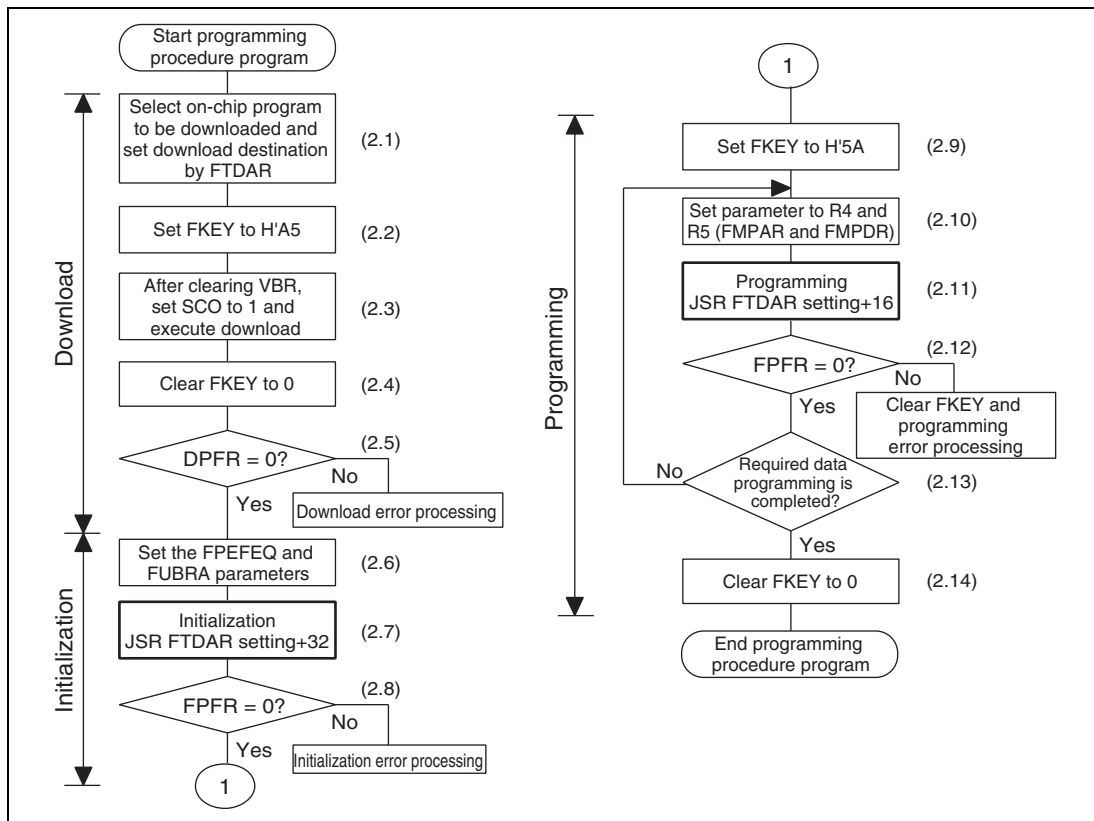 Start programming
procedure program
Download
Select on-chip program
to be downloaded and
set download destination
by FTDAR
(2.1)
Set FKEY to H'A5
(2.2)
After clearing VBR,
set SCO to 1 and
execute download
(2.3)
Clear FKEY to 0
(2.4)
DPFR = 0?
(2.5)
No
Yes
Download error processing
Initialization
Set the FPEFEQ and
FUBRA parameters
(2.6)
Initialization
JSR FTDAR setting+32
(2.7)
FPFR = 0?
(2.8)
No
Yes
Initialization error processing
1
1
Programming
Set FKEY to H'5A
(2.9)
Set parameter to R4 and
R5 (FMPAR and FMPDR)
(2.10)
Programming
JSR FTDAR setting+16
(2.11)
FPFR = 0?
(2.12)
No
Yes
Clear FKEY and
programming
error processing
No
Required data
programming is
completed?
(2.13)
Yes
Clear FKEY to 0
(2.14)
End programming
procedure program